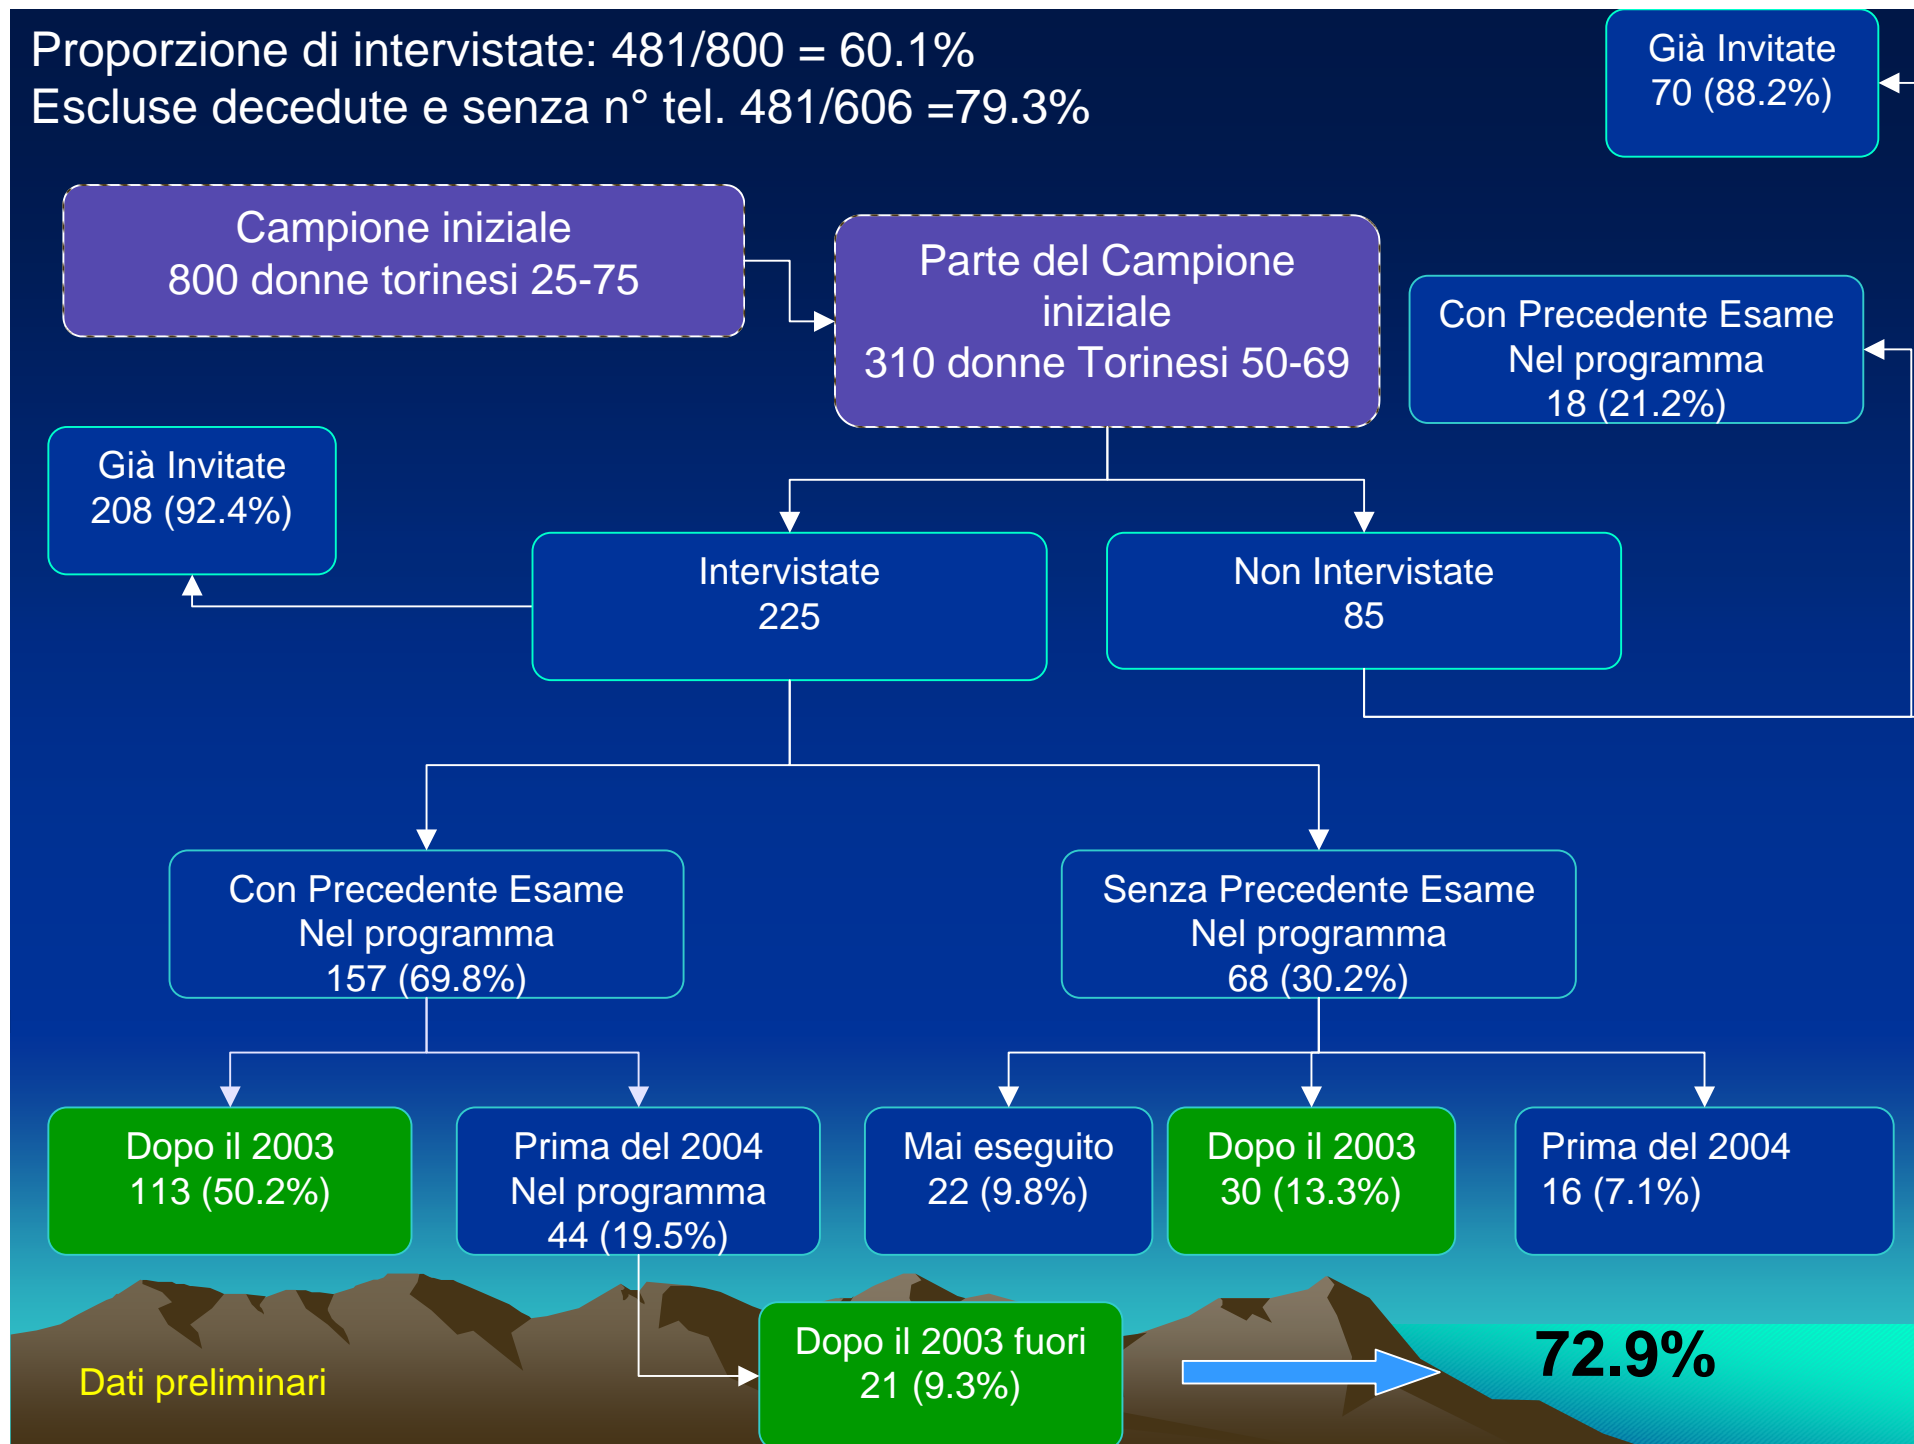 Proporzione di intervistate: 481/800 = 60.1%
Escluse decedute e senza n° tel. 481/606 =79.3%
Già Invitate
70 (88.2%)
Campione iniziale
800 donne torinesi 25-75
Parte del Campione
iniziale
310 donne Torinesi 50-69
Con Precedente Esame
Nel programma
18 (21.2%)
Già Invitate
208 (92.4%)
Intervistate
225
Non Intervistate
85
Con Precedente Esame
Nel programma
157 (69.8%)
Senza Precedente Esame
Nel programma
68 (30.2%)
Dopo il 2003
113 (50.2%)
Prima del 2004
Nel programma
44 (19.5%)
Mai eseguito
22 (9.8%)
Dopo il 2003
30 (13.3%)
Prima del 2004
16 (7.1%)
Dopo il 2003 fuori
21 (9.3%)
72.9%
Dati preliminari